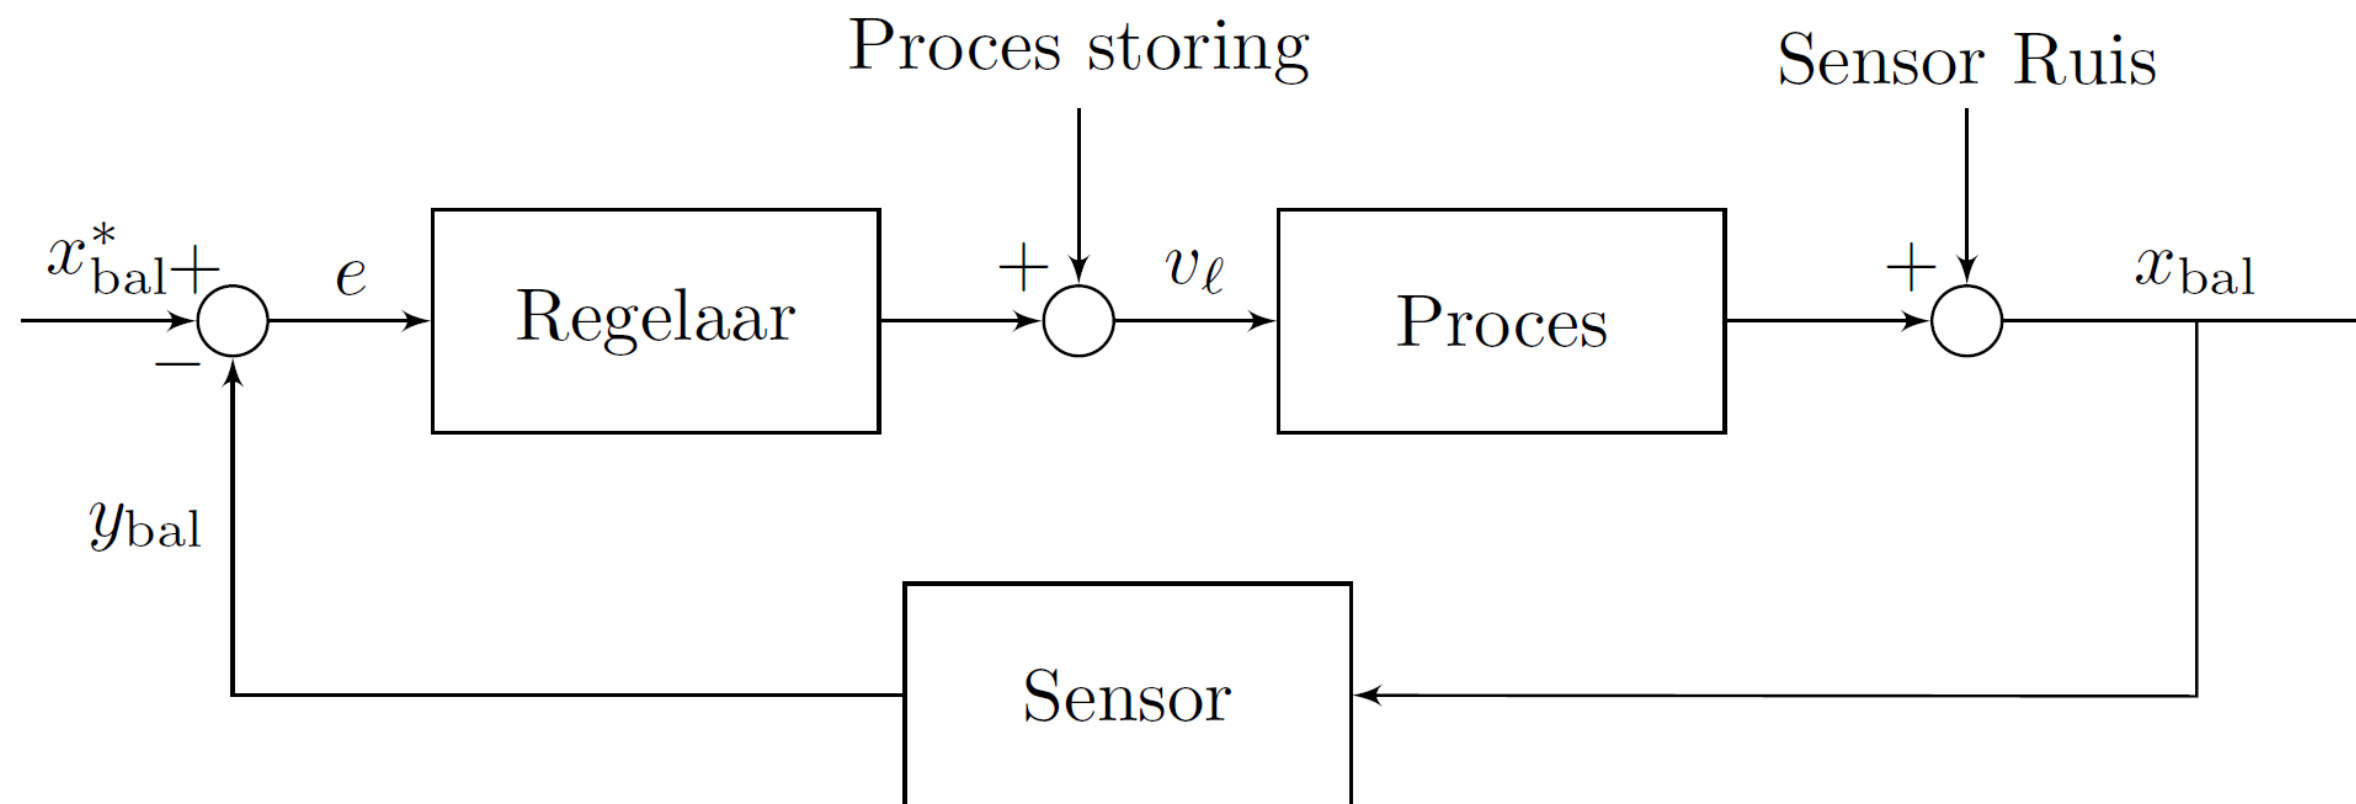 Proces storing
Sensor Ruis
x*bal + − e
Regelaar
+ vℓ
Proces
+ xbal
ybal
Sensor